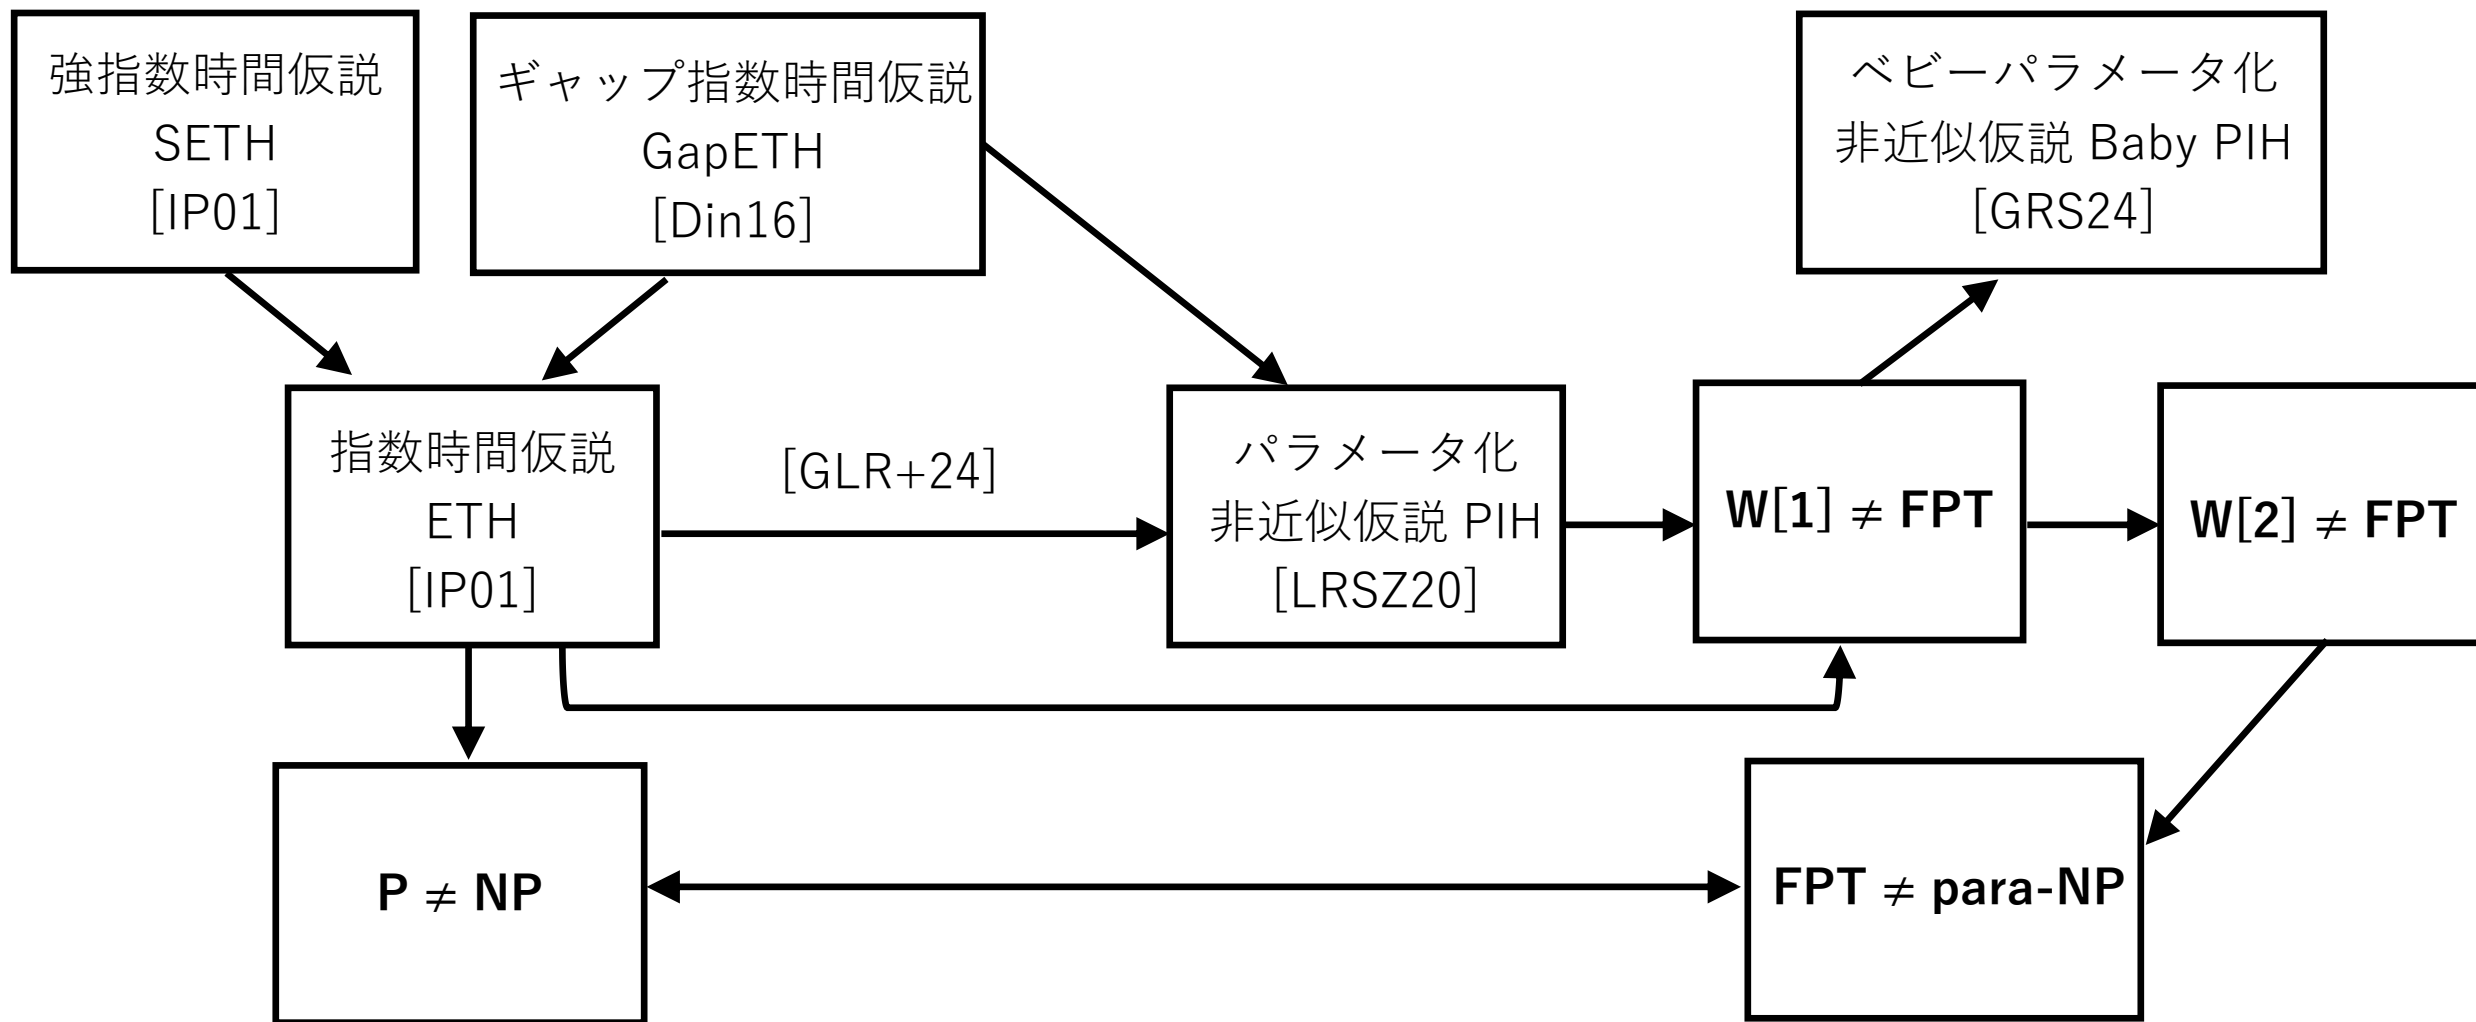 強指数時間仮説
SETH
[IP01]
ギャップ指数時間仮説
GapETH
[Din16]
ベビーパラメータ化
非近似仮説 Baby PIH
[GRS24]
指数時間仮説
ETH
[IP01]
[GLR+24]
パラメータ化
非近似仮説 PIH
[LRSZ20]
W[1] ≠ FPT
W[2] ≠ FPT
P ≠ NP
FPT ≠ para-NP